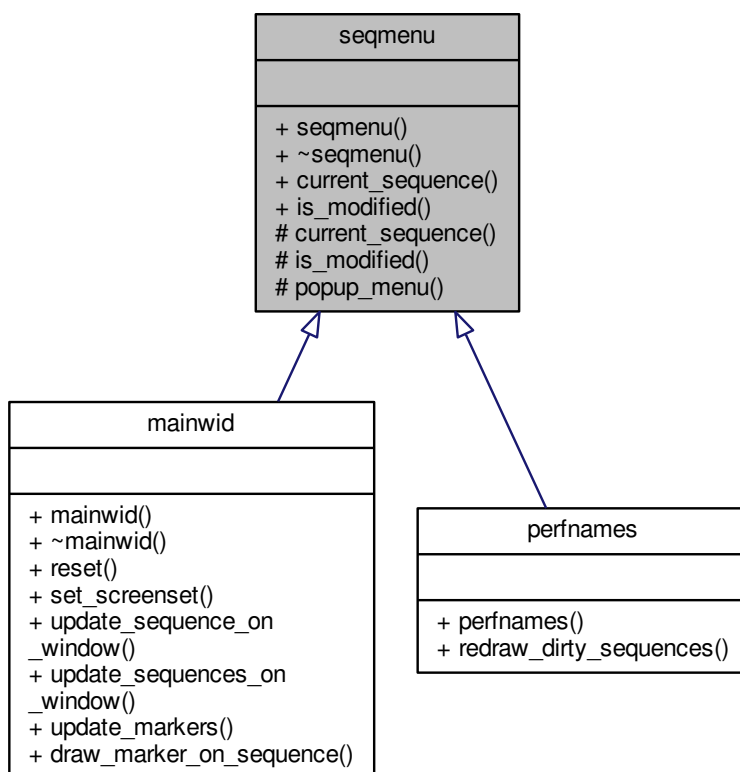 seqmenu
+ seqmenu()
+ ~seqmenu()
+ current_sequence()
+ is_modified()
# current_sequence()
# is_modified()
# popup_menu()
mainwid
+ mainwid()
+ ~mainwid()
+ reset()
+ set_screenset()
+ update_sequence_on
_window()
+ update_sequences_on
_window()
+ update_markers()
+ draw_marker_on_sequence()
perfnames
+ perfnames()
+ redraw_dirty_sequences()